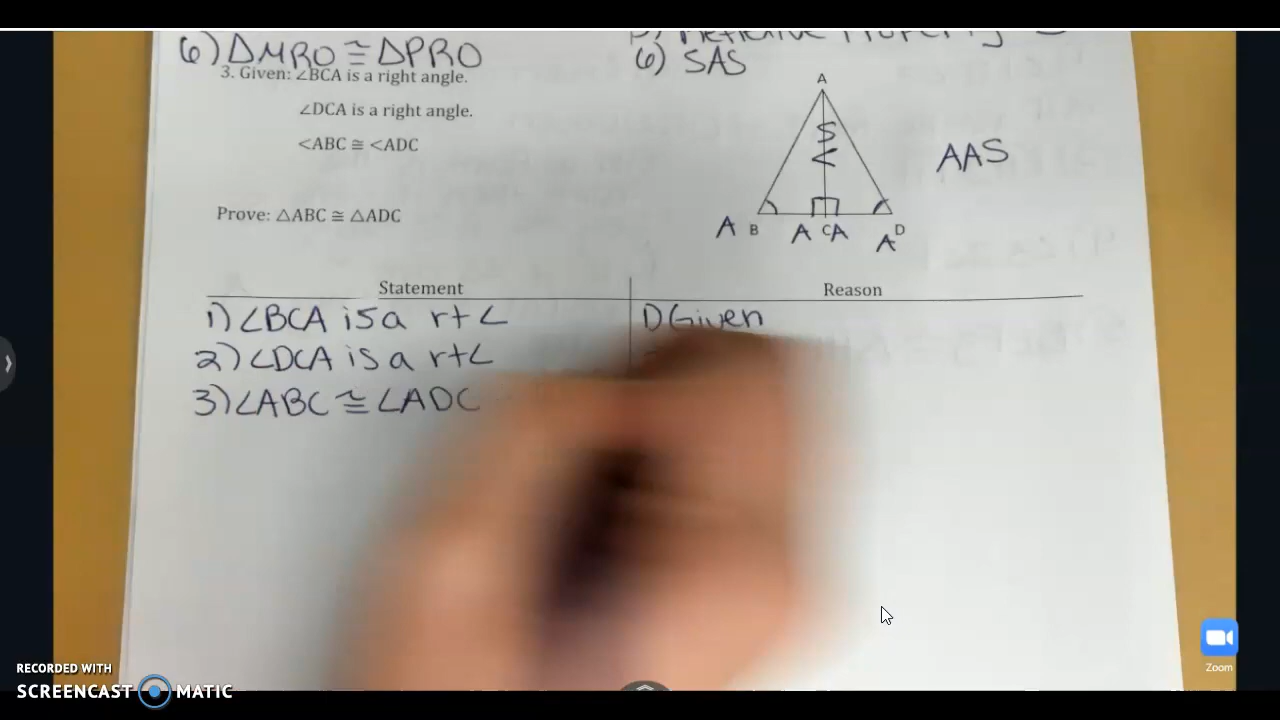 6) △MRO ≅ △PRO
6) SAS
3. Given: ∠BCA is a right angle.
∠DCA is a right angle.
<ABC ≅ <ADC
Prove: △ABC ≅ △ADC
A
S
AAS
A B A C A D
A
Statement Reason
1) ∠BCA is a rt ∠ 1) Given
2) ∠DCA is a rt ∠
3) ∠ABC ≅ ∠ADC
Zoom
RECORDED WITH
SCREENCAST MATIC